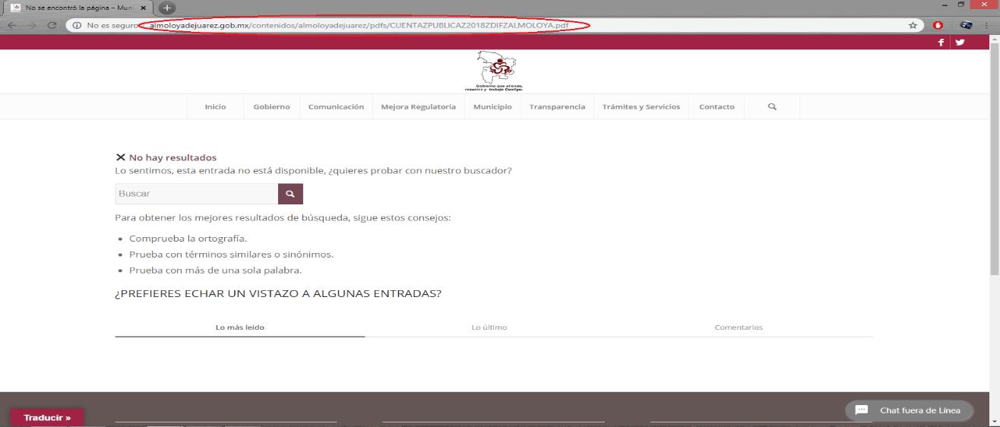 No se encontró la página – Muni
No es seguro
almoloyadejuarez.gob.mx/contenidos/almoloyadejuarez/pdfs/CUENTAZPUBLICAZ2018ZDIFZALMOLOYA.pdf
Gobierno que atiende,
resuelve y trabaja Contigo.
Inicio
Gobierno
Comunicación
Mejora Regulatoria
Municipio
Transparencia
Trámites y Servicios
Contacto
No hay resultados
Lo sentimos, esta entrada no está disponible, ¿quieres probar con nuestro buscador?
Buscar
Para obtener los mejores resultados de búsqueda, sigue estos consejos:
• Comprueba la ortografía.
• Prueba con términos similares o sinónimos.
• Prueba con más de una sola palabra.
¿PREFIERES ECHAR UN VISTAZO A ALGUNAS ENTRADAS?
Lo más leído
Lo último
Comentarios
Traducir »
Chat fuera de Línea